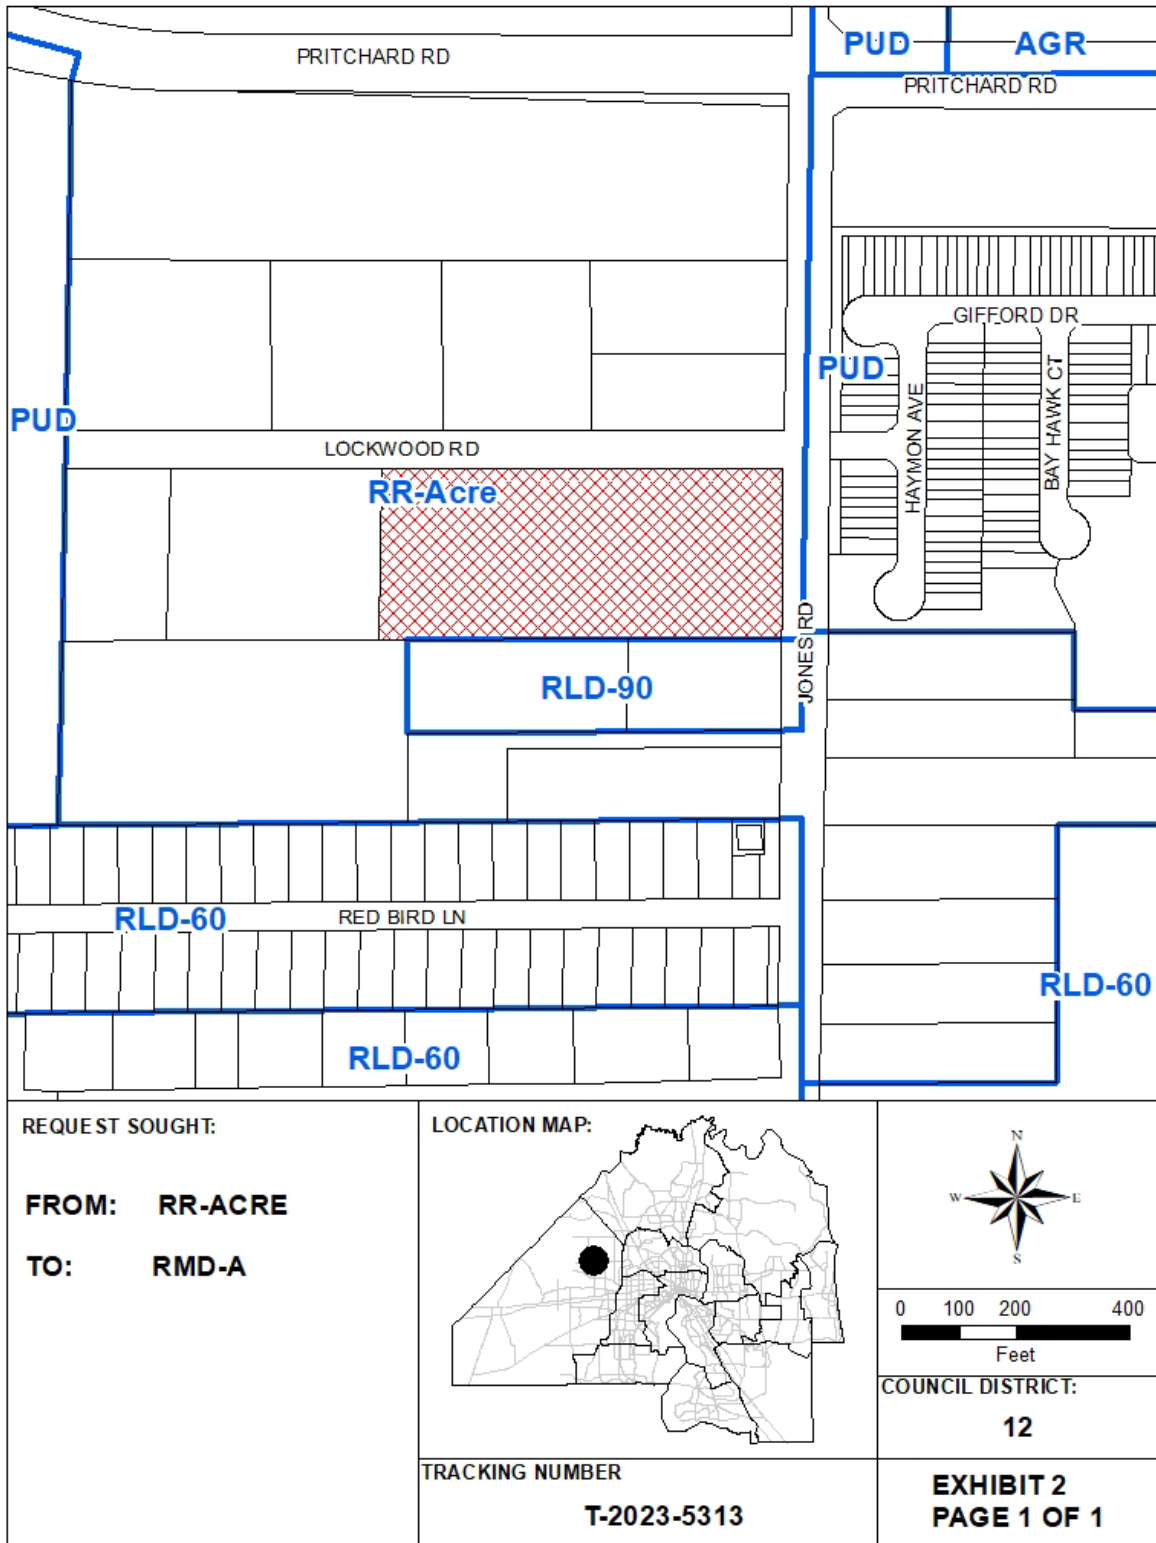 PRITCHARD RD
PUD
AGR
PRITCHARD RD
GIFFORD DR
PUD
HAYMON AVE
BAY HAWK CT
PUD
LOCKWOOD RD
RR-Acre
JONES RD
RLD-90
RLD-60
RED BIRD LN
RLD-60
RLD-60
REQUEST SOUGHT:
FROM: RR-ACRE
TO: RMD-A
LOCATION MAP:
N
W E
S
0 100 200 400
Feet
COUNCIL DISTRICT:
12
TRACKING NUMBER
T-2023-5313
EXHIBIT 2
PAGE 1 OF 1